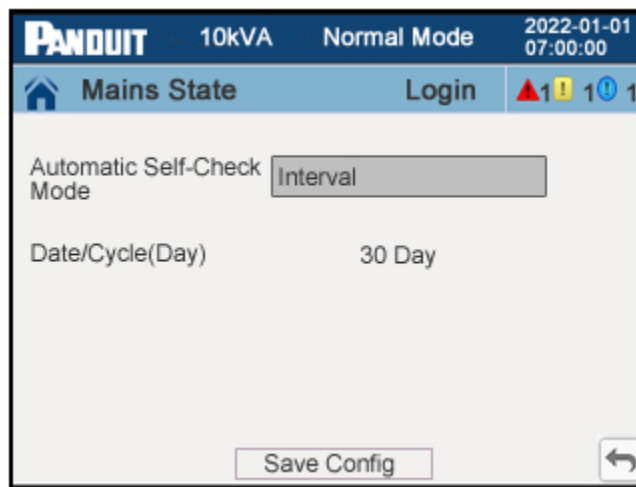 PANDUIT 10kVA Normal Mode 2022-01-01
07:00:00
Mains State Login 1 1 1
Automatic Self-Check
Mode
Interval
Date/Cycle(Day) 30 Day
Save Config